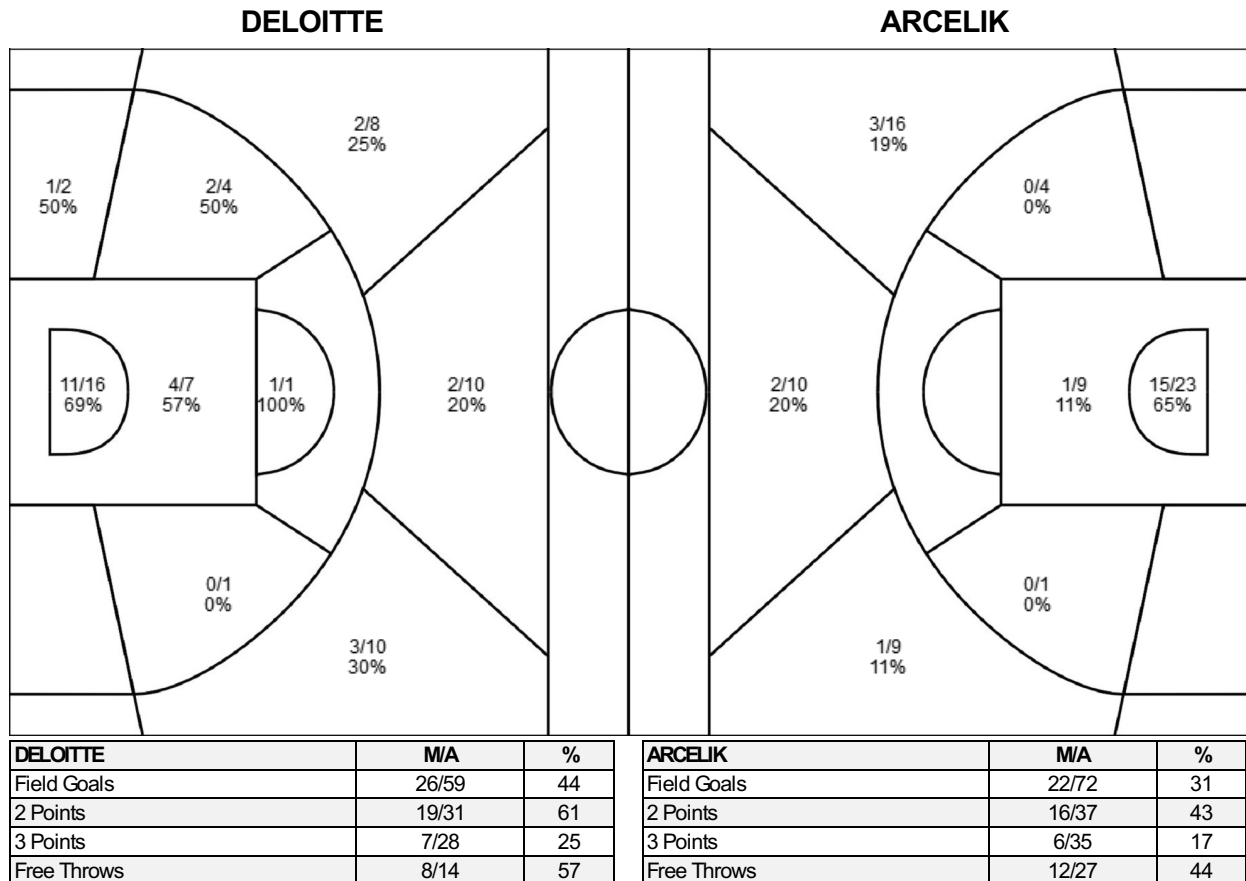 DELOITTE
ARCELIK
2/8
25%
3/16
19%
1/2
50%
2/4
50%
0/4
0%
11/16
69%
4/7
57%
1/1
100%
2/10
20%
2/10
20%
1/9
11%
15/23
65%
0/1
0%
0/1
0%
3/10
30%
1/9
11%
DELOITTE M/A %
Field Goals 26/59 44
2 Points 19/31 61
3 Points 7/28 25
Free Throws 8/14 57
ARCELIK M/A %
Field Goals 22/72 31
2 Points 16/37 43
3 Points 6/35 17
Free Throws 12/27 44